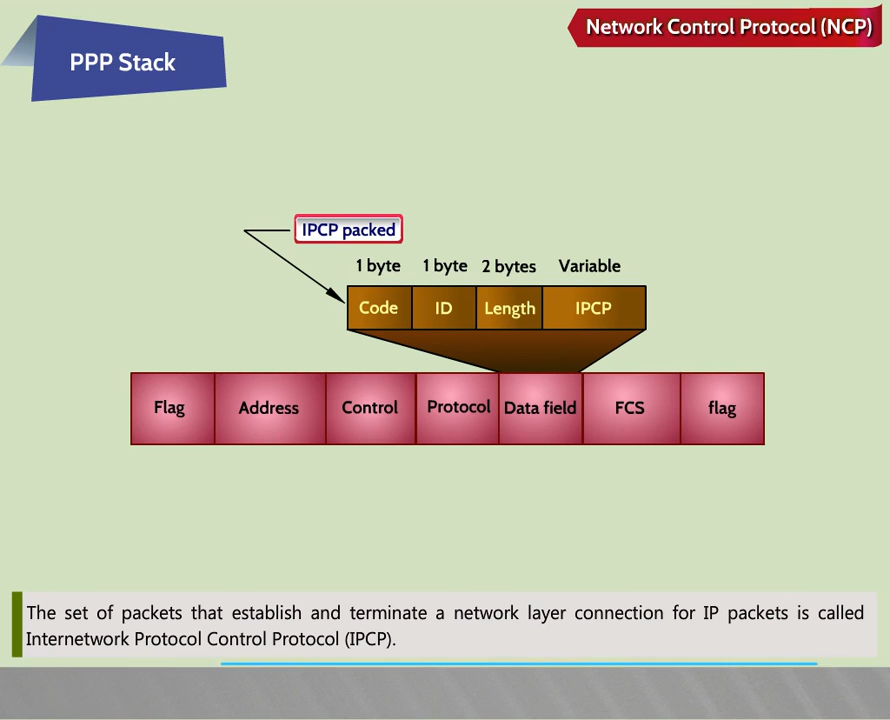 Network Control Protocol (NCP)
PPP Stack
IPCP packed
1 byte 1 byte 2 bytes Variable
Code ID Length IPCP
Flag Address Control Protocol Data field FCS flag
The set of packets that establish and terminate a network layer connection for IP packets is called
Internetwork Protocol Control Protocol (IPCP).